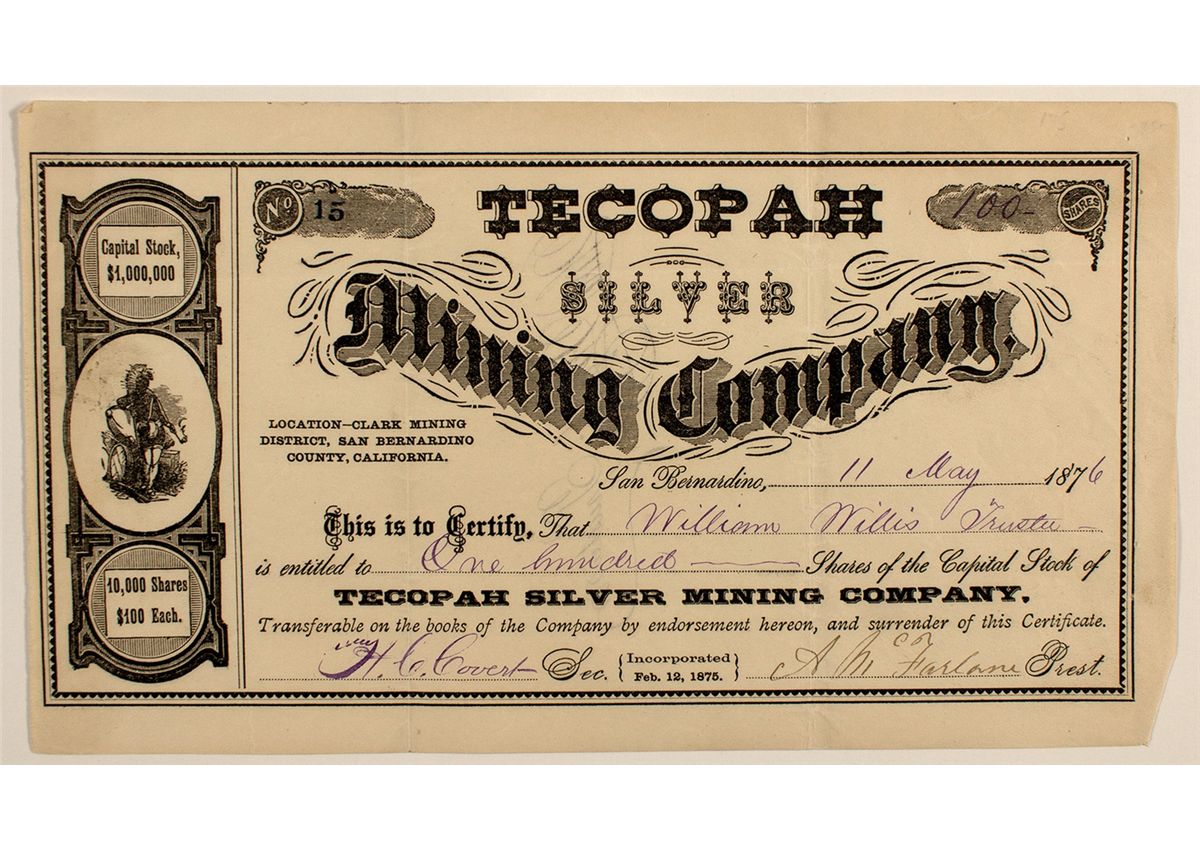 No 15
TECOPAH
100- SHARES
SILVER
Mining Company.
Capital Stock,
$1,000,000
10,000 Shares
$100 Each.
LOCATION—CLARK MINING
DISTRICT, SAN BERNARDINO
COUNTY, CALIFORNIA.
San Bernardino, 11 May 1876
This is to Certify, That William Willis Trustee
is entitled to One hundred Shares of the Capital Stock of
TECOPAH SILVER MINING COMPANY,
Transferable on the books of the Company by endorsement hereon, and surrender of this Certificate.
H. C. Covert Sec. {Incorporated Feb. 12, 1875.} A McFarlane Prest.